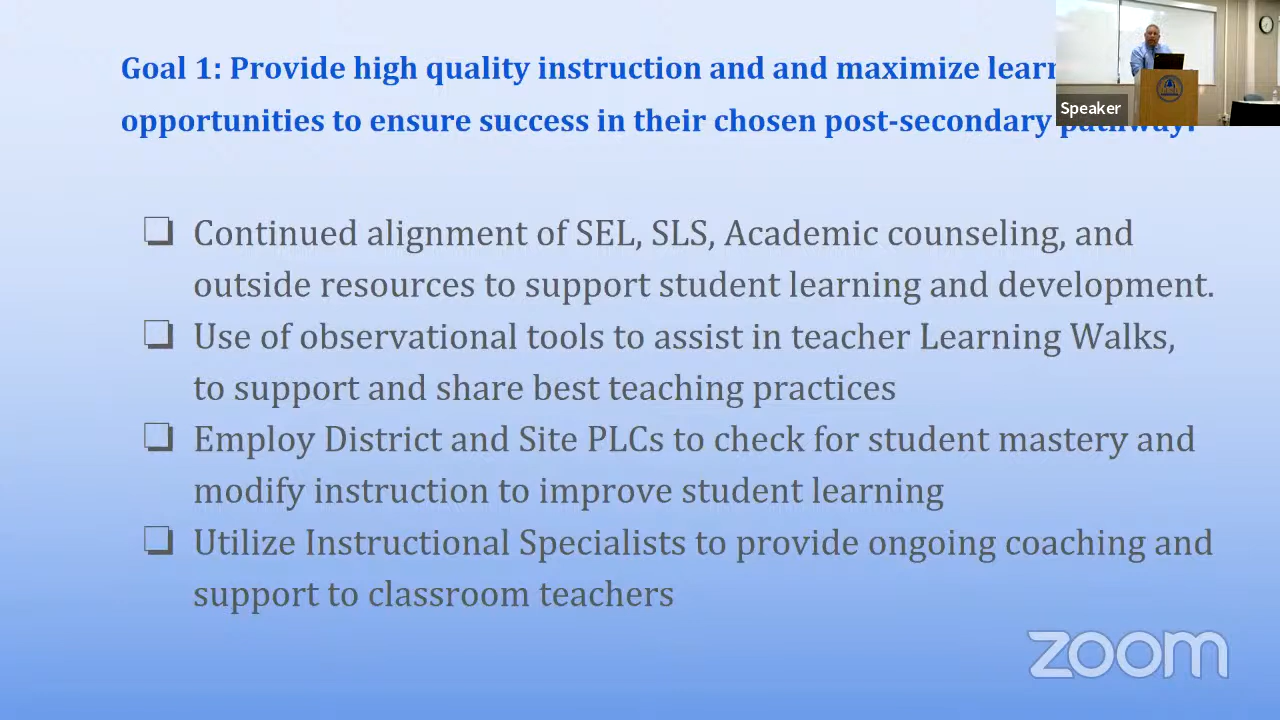 Goal 1: Provide high quality instruction and and maximize
opportunities to ensure success in their chosen post-secondary pathway.
Speaker
❏ Continued alignment of SEL, SLS, Academic counseling, and
outside resources to support student learning and development.
❏ Use of observational tools to assist in teacher Learning Walks,
to support and share best teaching practices
❏ Employ District and Site PLCs to check for student mastery and
modify instruction to improve student learning
❏ Utilize Instructional Specialists to provide ongoing coaching and
support to classroom teachers
zoom